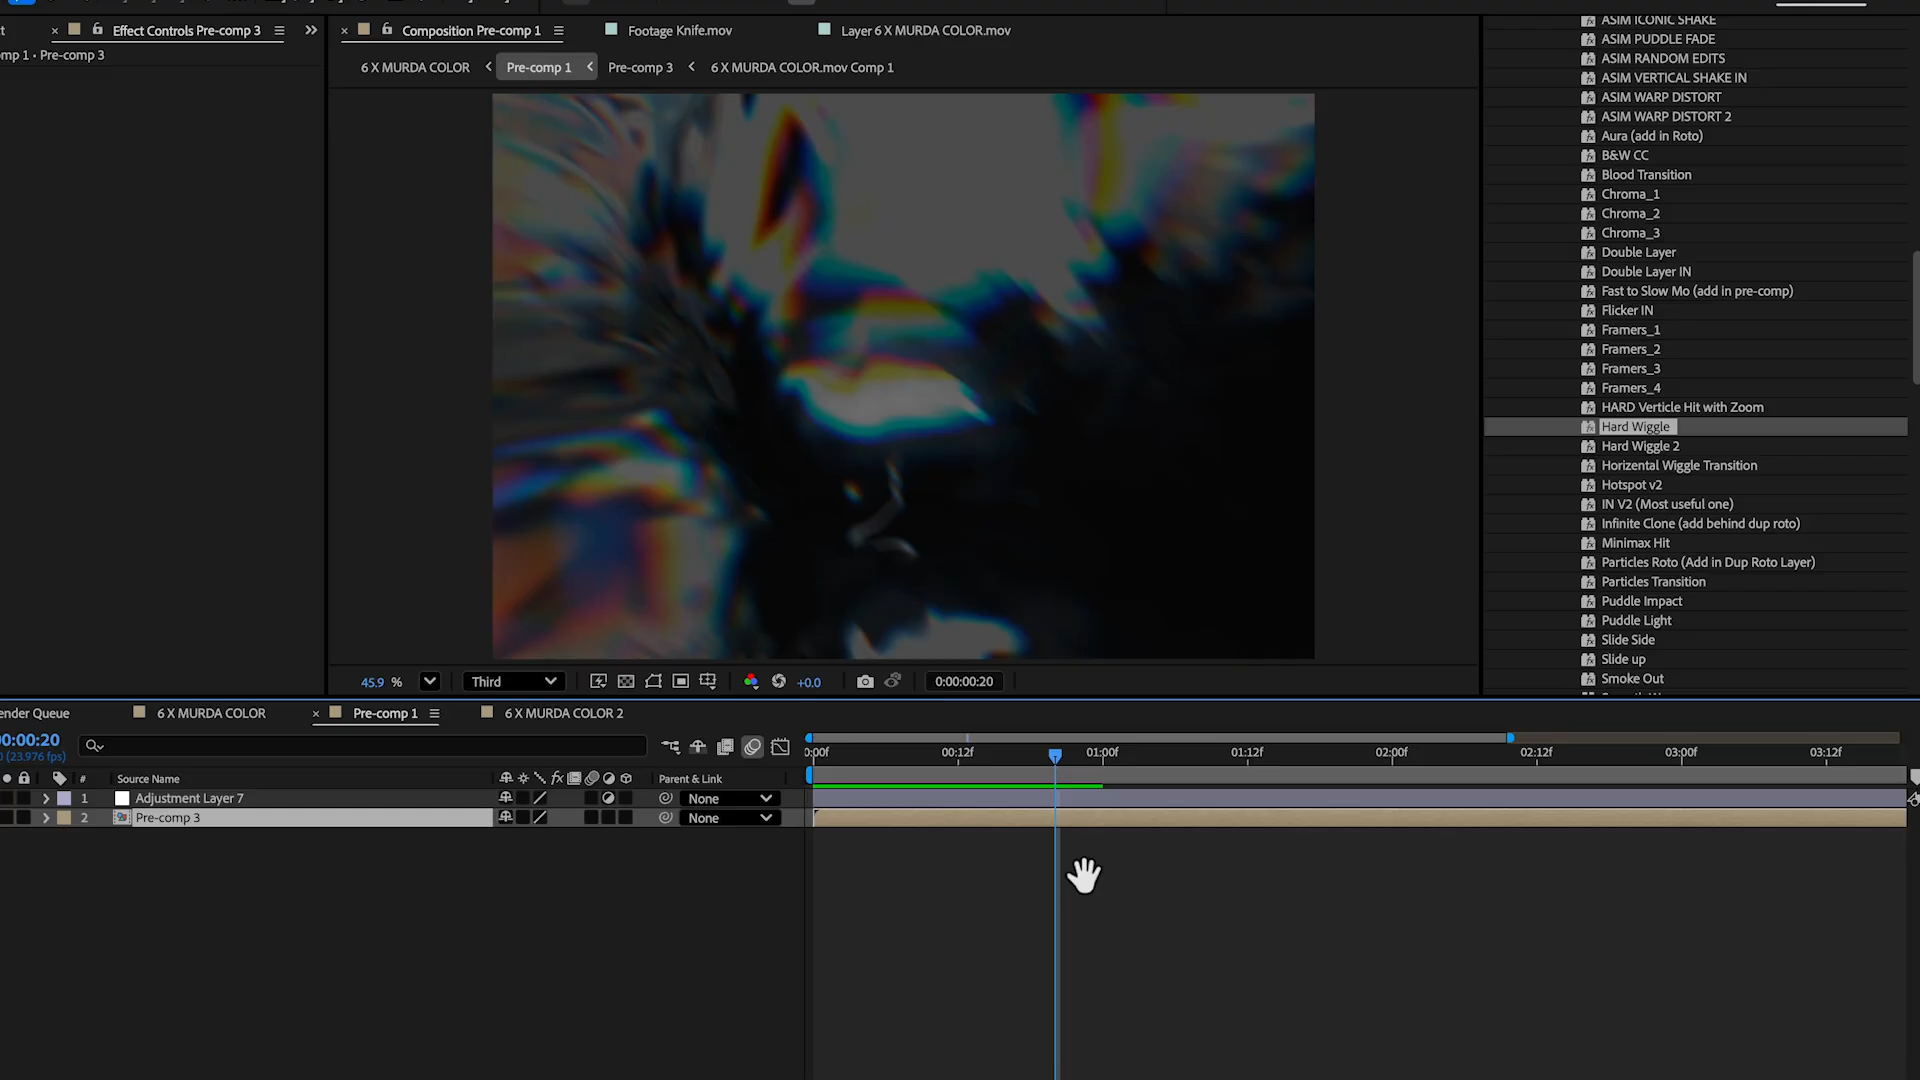 Effect Controls Pre-comp 3
mp 1 • Pre-comp 3
Composition Pre-comp 1
Footage Knife.mov
Layer 6 X MURDA COLOR.mov
6 X MURDA COLOR
Pre-comp 1
Pre-comp 3
6 X MURDA COLOR.mov Comp 1
ASIM ICONIC SHAKE
ASIM PUDDLE FADE
ASIM RANDOM EDITS
ASIM VERTICAL SHAKE IN
ASIM WARP DISTORT
ASIM WARP DISTORT 2
Aura (add in Roto)
B&W CC
Blood Transition
Chroma_1
Chroma_2
Chroma_3
Double Layer
Double Layer IN
Fast to Slow Mo (add in pre-comp)
Flicker IN
Framers_1
Framers_2
Framers_3
Framers_4
HARD Verticle Hit with Zoom
Hard Wiggle
Hard Wiggle 2
Horizental Wiggle Transition
Hotspot v2
IN V2 (Most useful one)
Infinite Clone (add behind dup roto)
Minimax Hit
Particles Roto (Add in Dup Roto Layer)
Particles Transition
Puddle Impact
Puddle Light
Slide Side
Slide up
Smoke Out
45.9 %
Third
+0.0
0:00:00:20
ender Queue
6 X MURDA COLOR
Pre-comp 1
6 X MURDA COLOR 2
00:00:20
(23.976 fps)
0:00f
00:12f
01:00f
01:12f
02:00f
02:12f
03:00f
03:12f
#
Source Name
fx
Parent & Link
1
Adjustment Layer 7
None
2
Pre-comp 3
None